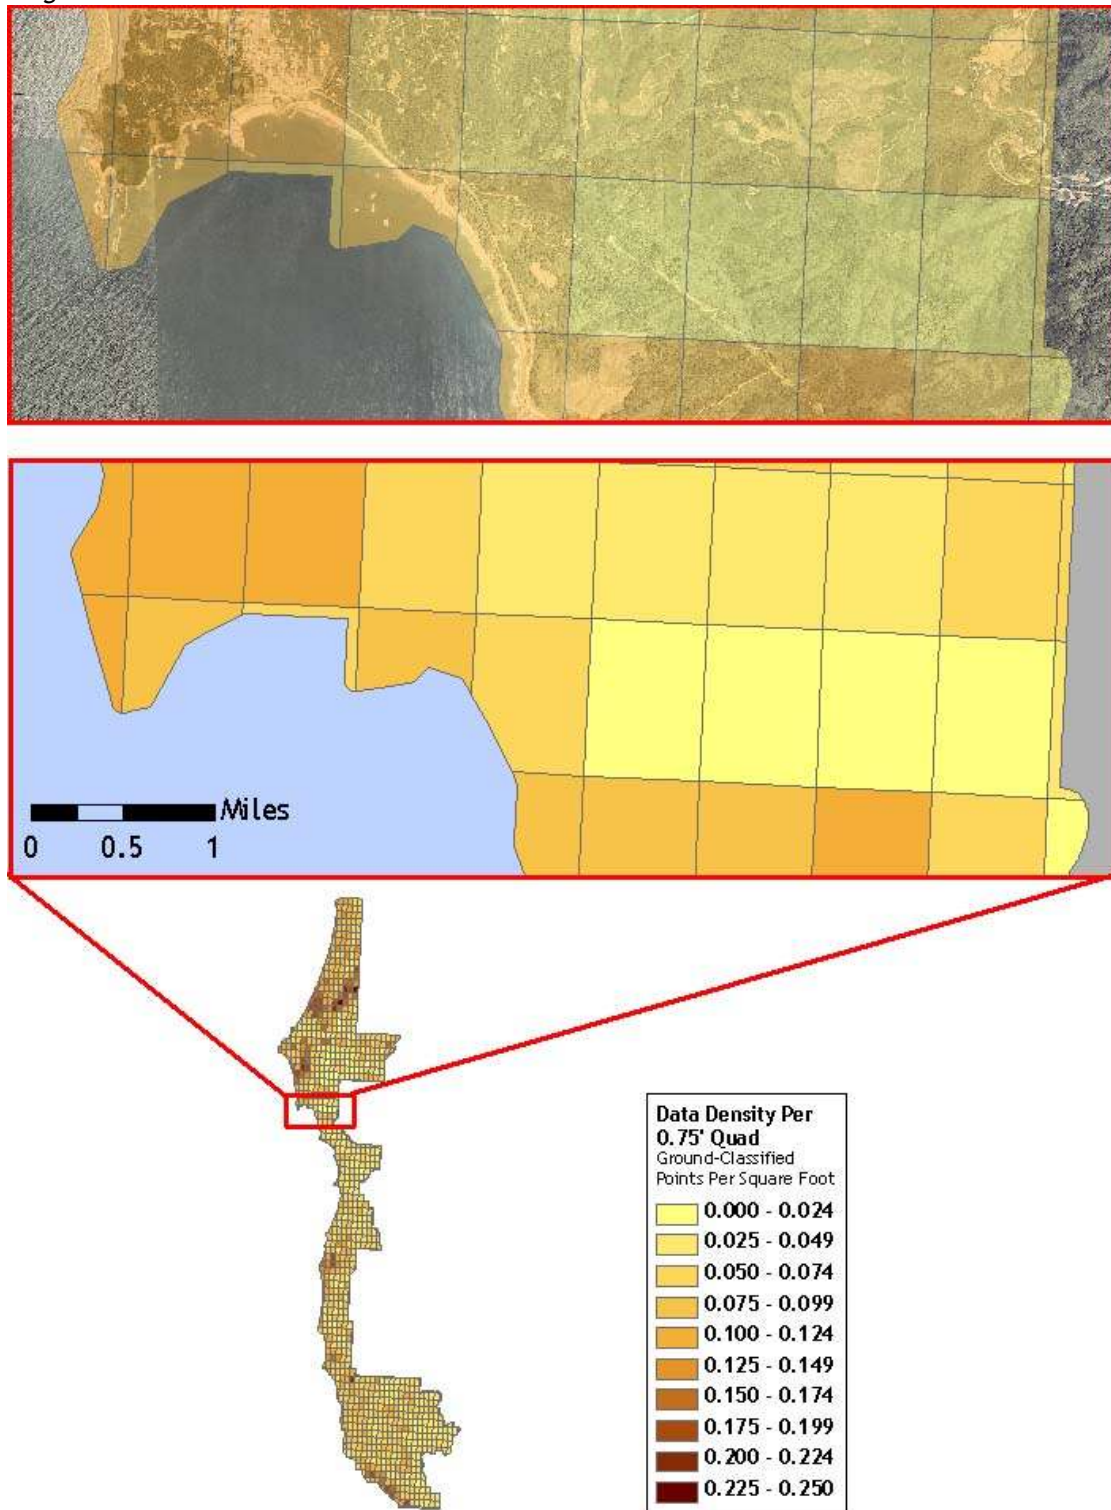 Miles
0 0.5 1
Data Density Per
0.75' Quad
Ground-Classified
Points Per Square Foot
0.000 - 0.024
0.025 - 0.049
0.050 - 0.074
0.075 - 0.099
0.100 - 0.124
0.125 - 0.149
0.150 - 0.174
0.175 - 0.199
0.200 - 0.224
0.225 - 0.250